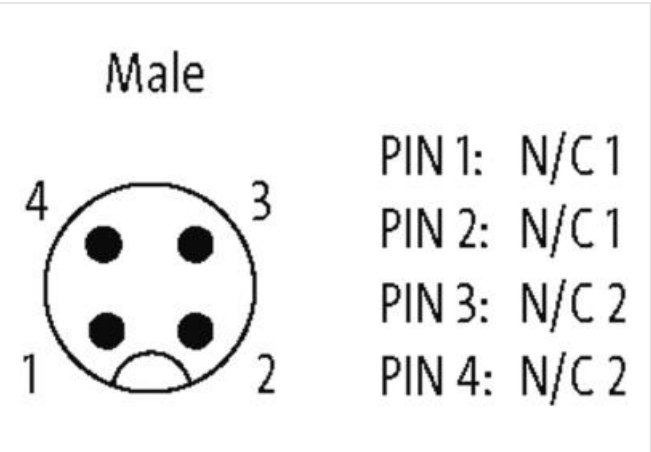 Male
4 3
1 2
PIN 1: N/C 1
PIN 2: N/C 1
PIN 3: N/C 2
PIN 4: N/C 2